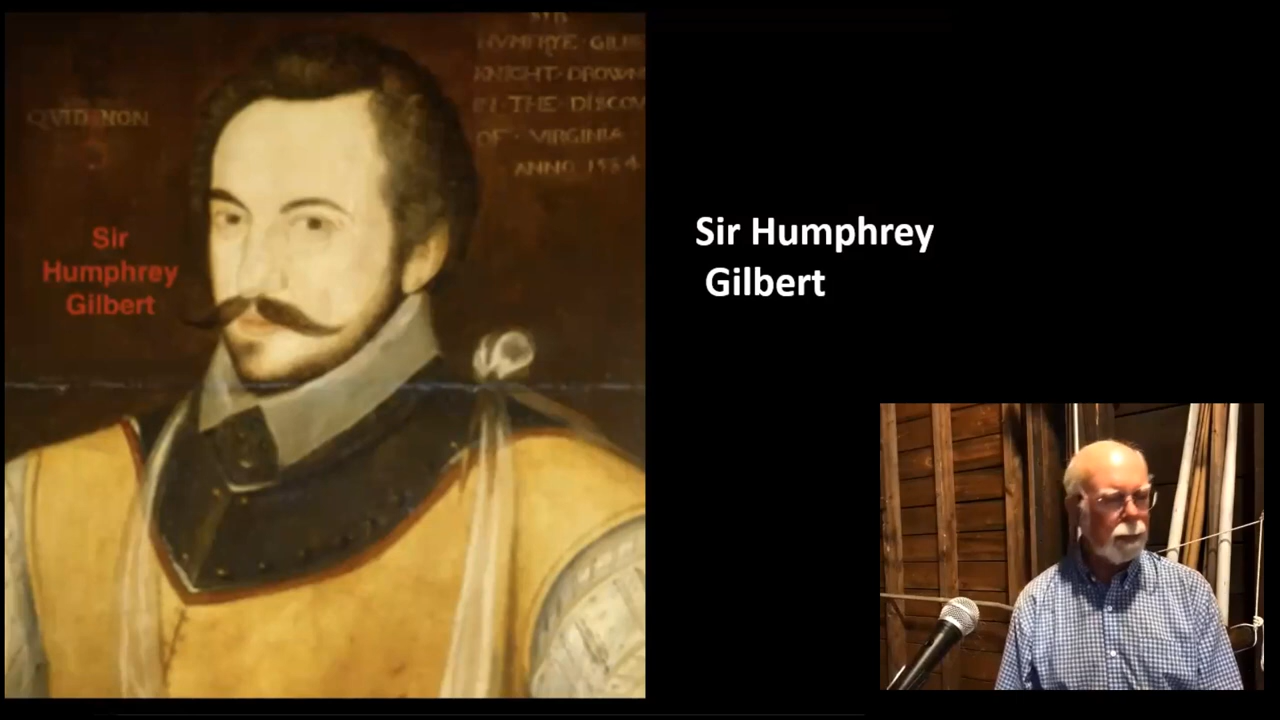 HVMFRYE · GILB
KNIGHT · DROWN
IN · THE · DISCOV
OF · VIRGINIA
ANNO 1584
QVID NON
Sir
Humphrey
Gilbert
Sir Humphrey
Gilbert